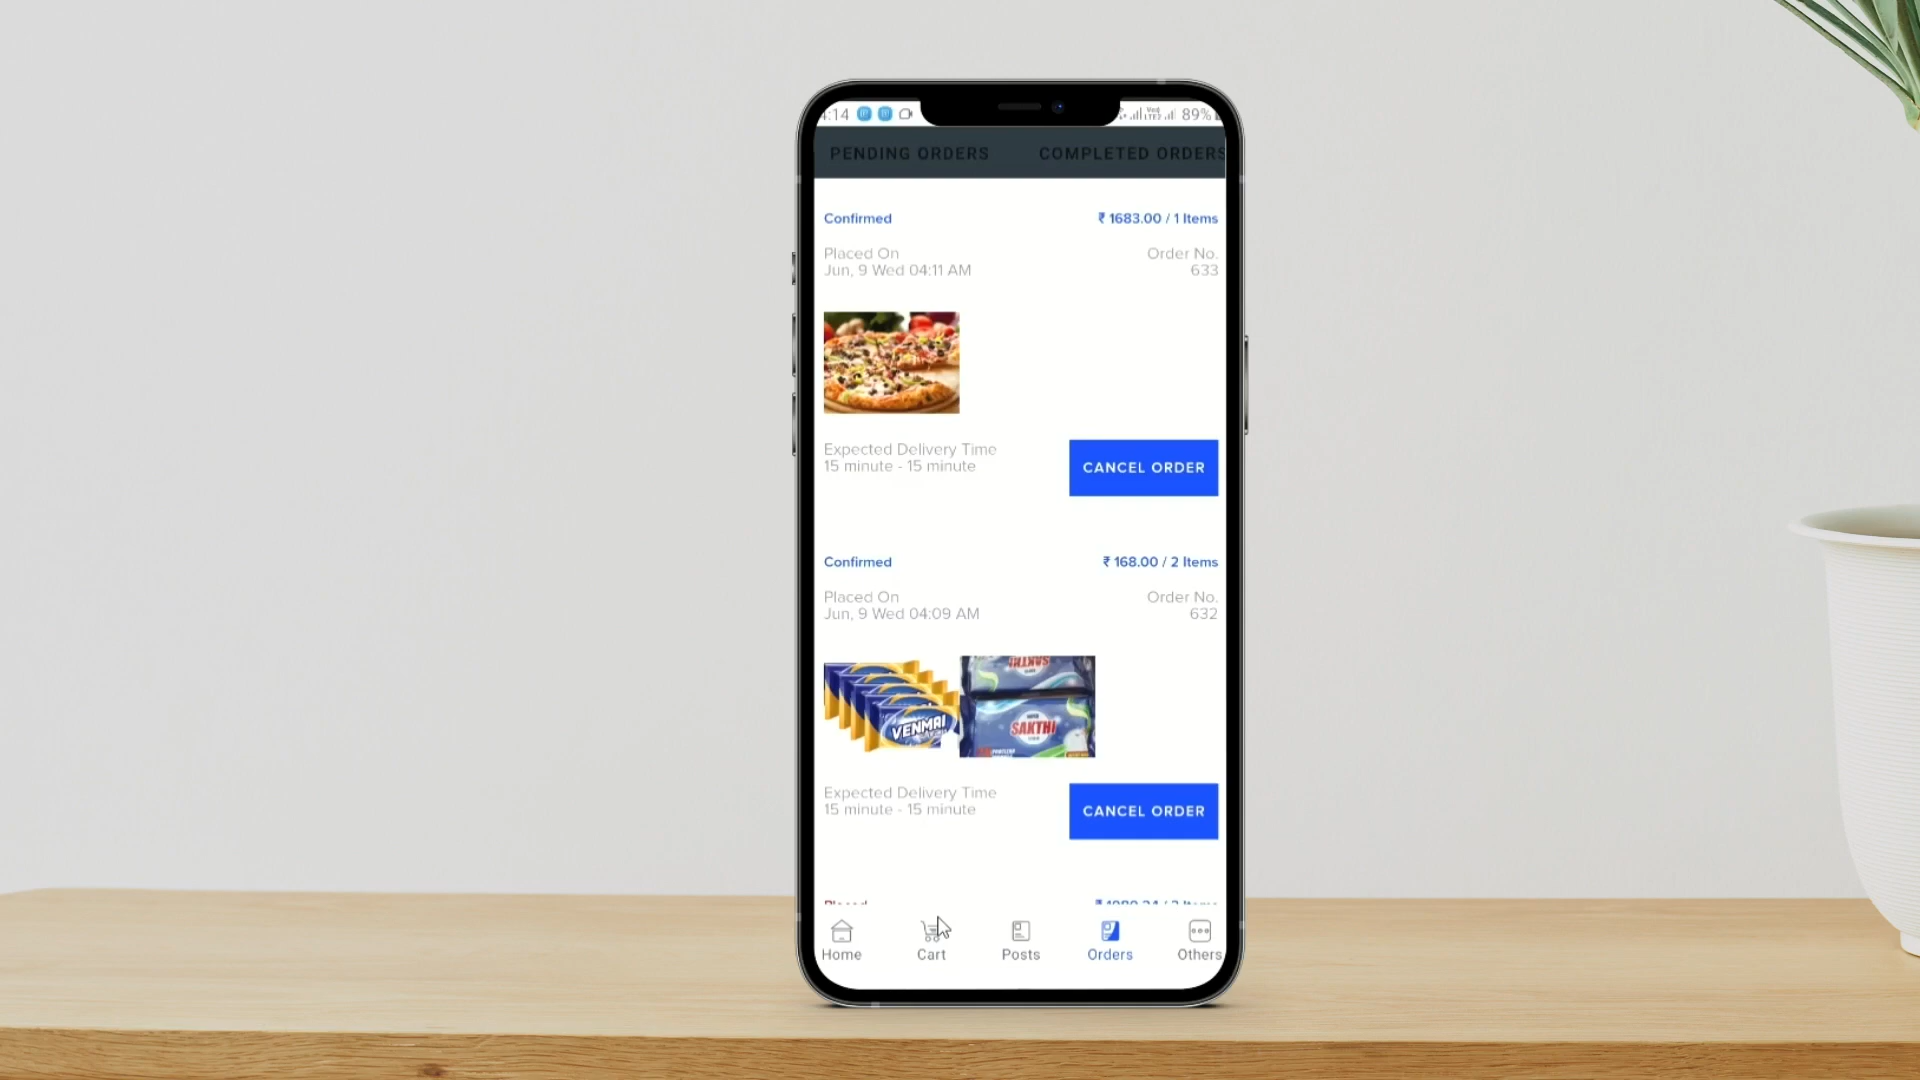 :14 89%
PENDING ORDERS COMPLETED ORDERS
Confirmed ₹ 1683.00 / 1 Items
Placed On Order No.
Jun, 9 Wed 04:11 AM 633
Expected Delivery Time
15 minute - 15 minute
CANCEL ORDER
Confirmed ₹ 168.00 / 2 Items
Placed On Order No.
Jun, 9 Wed 04:09 AM 632
VENMAI
SAKTHI
SAKTHI
Expected Delivery Time
15 minute - 15 minute
CANCEL ORDER
Home Cart Posts Orders Others